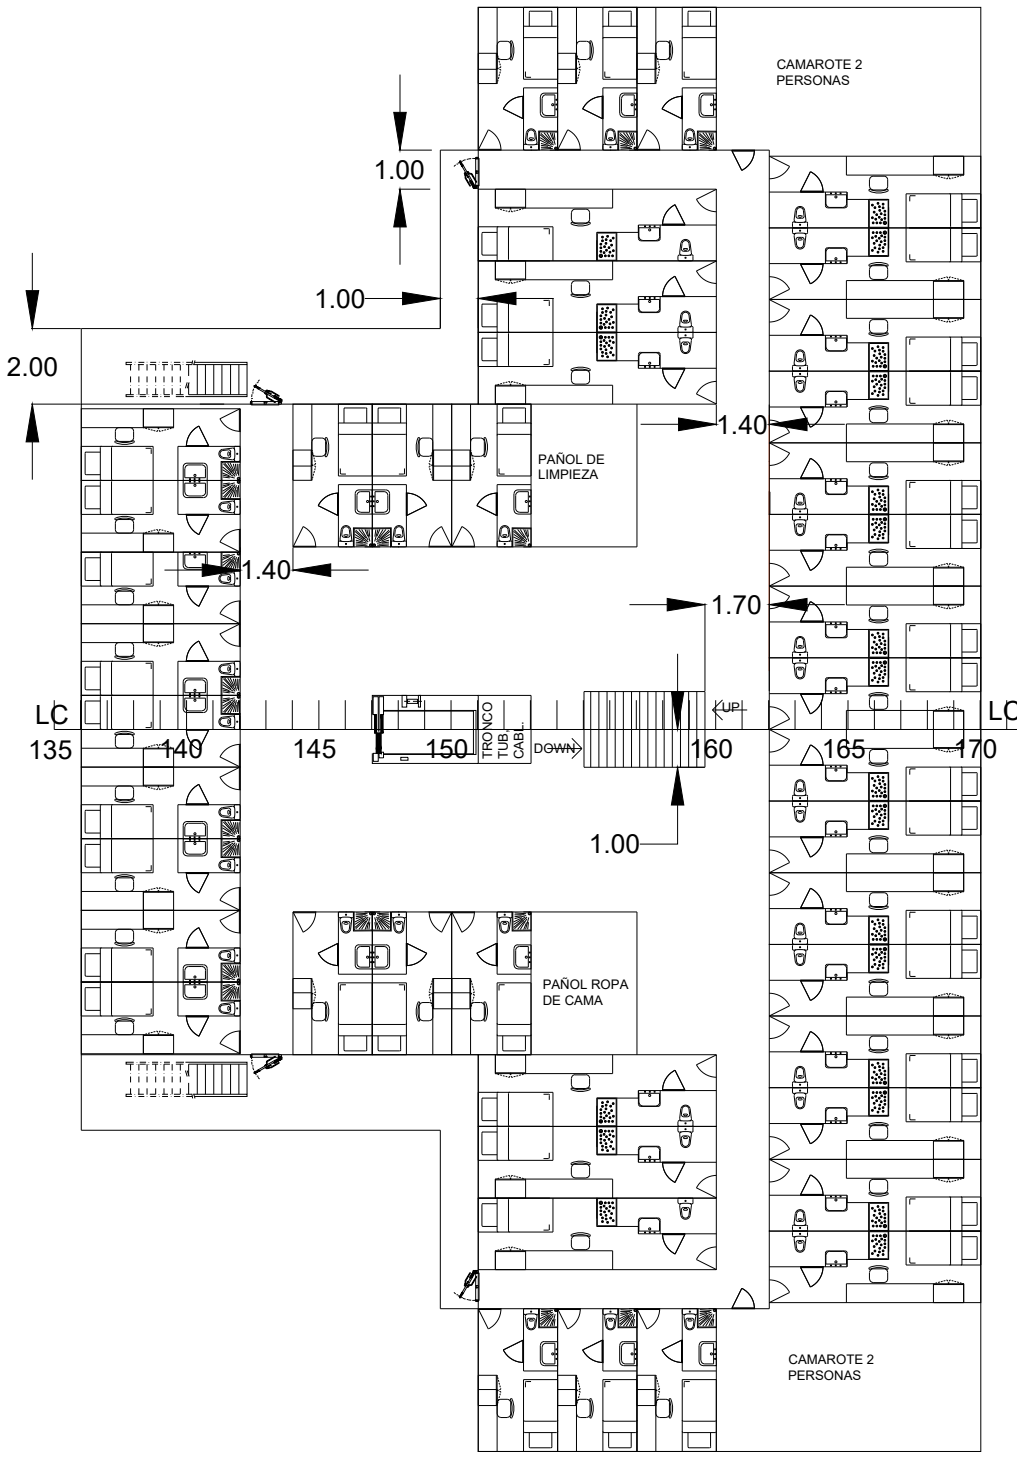 CAMAROTE 2
PERSONAS
1.00
1.00
2.00
1.40
PAÑOL DE
LIMPIEZA
1.40
1.70
LC
TRONCO
TUB.
CABL.
UP
DOWN
LC
135
140
145
150
160
165
170
1.00
PAÑOL ROPA
DE CAMA
CAMAROTE 2
PERSONAS